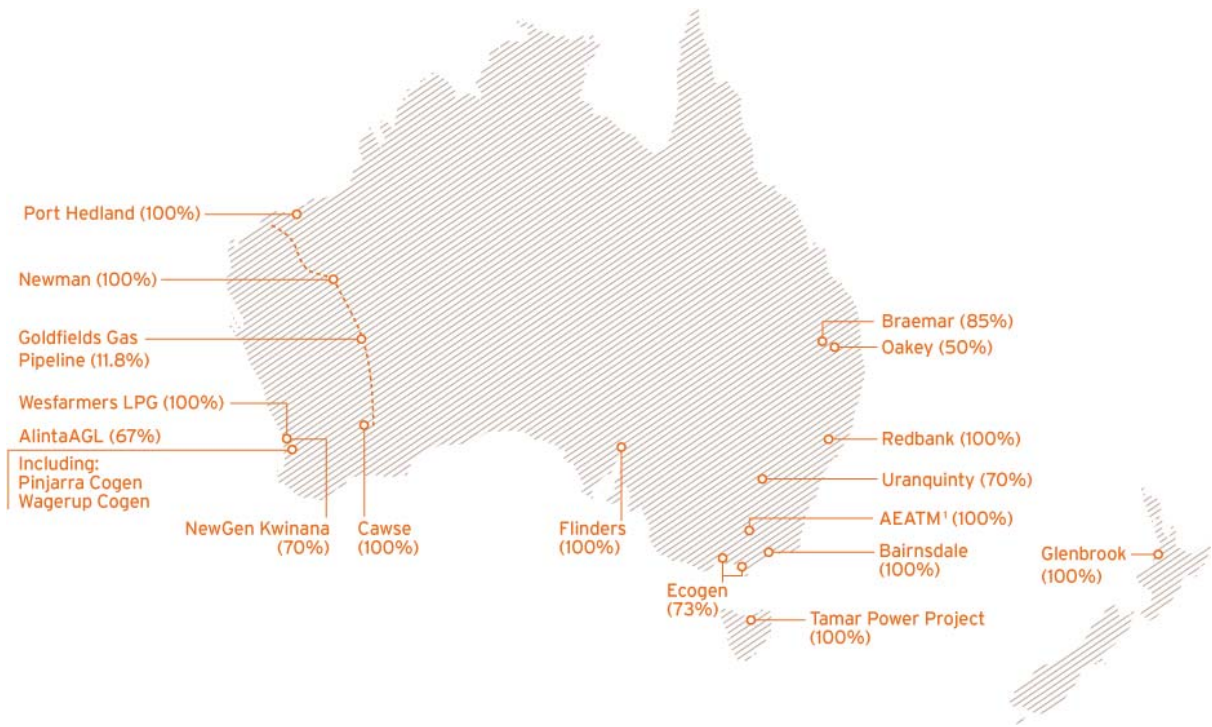 Port Hedland (100%)
Newman (100%)
Goldfields Gas
Pipeline (11.8%)
Wesfarmers LPG (100%)
AlintaAGL (67%)
Including:
Pinjarra Cogen
Wagerup Cogen
NewGen Kwinana
(70%)
Cawse
(100%)
Flinders
(100%)
Braemar (85%)
Oakey (50%)
Redbank (100%)
Uranquinty (70%)
AEATM¹ (100%)
Bairnsdale
(100%)
Ecogen
(73%)
Tamar Power Project
(100%)
Glenbrook
(100%)